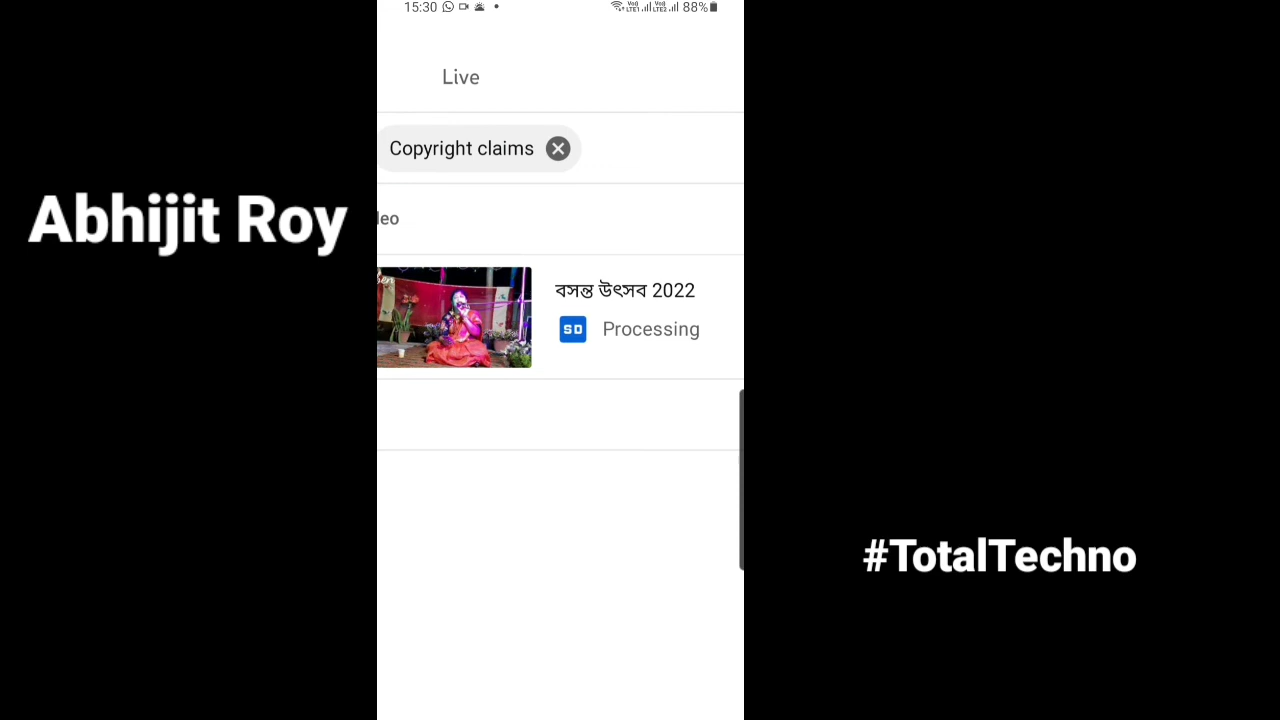 15:30 88%
Live
Copyright claims
leo
বসন্ত উৎসব 2022
SD Processing
Abhijit Roy
#TotalTechno